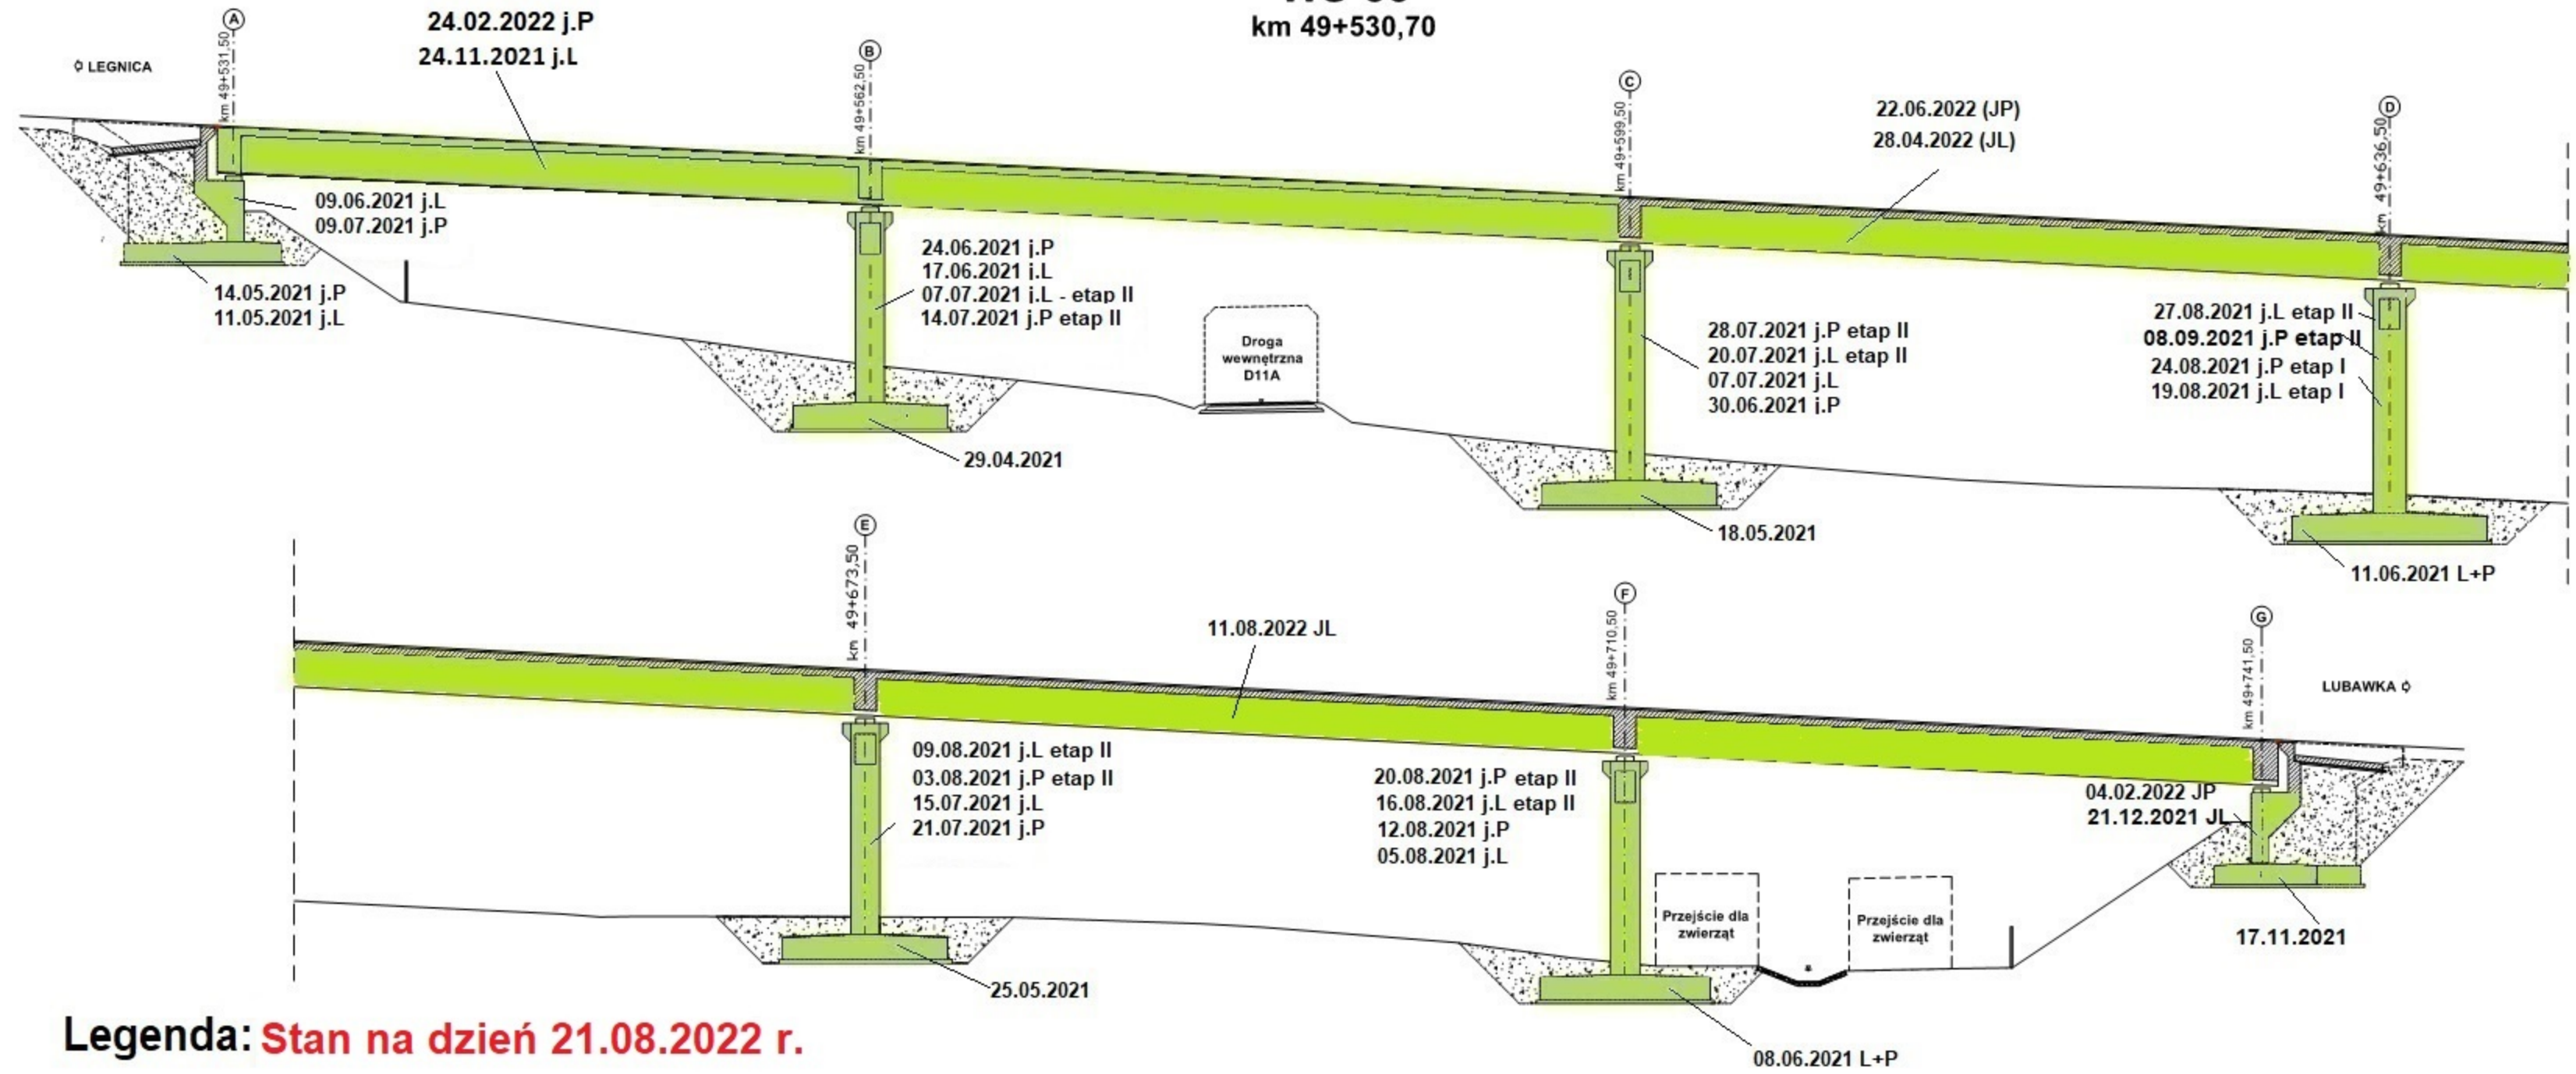 km 49+530,70
LEGNICA
A
km 49+531,50
24.02.2022 j.P
24.11.2021 j.L
B
km 49+562,50
C
km 49+599,50
22.06.2022 (JP)
28.04.2022 (JL)
D
km 49+636,50
09.06.2021 j.L
09.07.2021 j.P
14.05.2021 j.P
11.05.2021 j.L
24.06.2021 j.P
17.06.2021 j.L
07.07.2021 j.L - etap II
14.07.2021 j.P etap II
29.04.2021
Droga
wewnętrzna
D11A
28.07.2021 j.P etap II
20.07.2021 j.L etap II
07.07.2021 j.L
30.06.2021 j.P
18.05.2021
27.08.2021 j.L etap II
08.09.2021 j.P etap II
24.08.2021 j.P etap I
19.08.2021 j.L etap I
11.06.2021 L+P
E
km 49+673,50
11.08.2022 JL
F
km 49+710,50
G
km 49+741,50
LUBAWKA
09.08.2021 j.L etap II
03.08.2021 j.P etap II
15.07.2021 j.L
21.07.2021 j.P
25.05.2021
20.08.2021 j.P etap II
16.08.2021 j.L etap II
12.08.2021 j.P
05.08.2021 j.L
Przejście dla
zwierząt
Przejście dla
zwierząt
04.02.2022 JP
21.12.2021 JL
17.11.2021
08.06.2021 L+P
Legenda: Stan na dzień 21.08.2022 r.